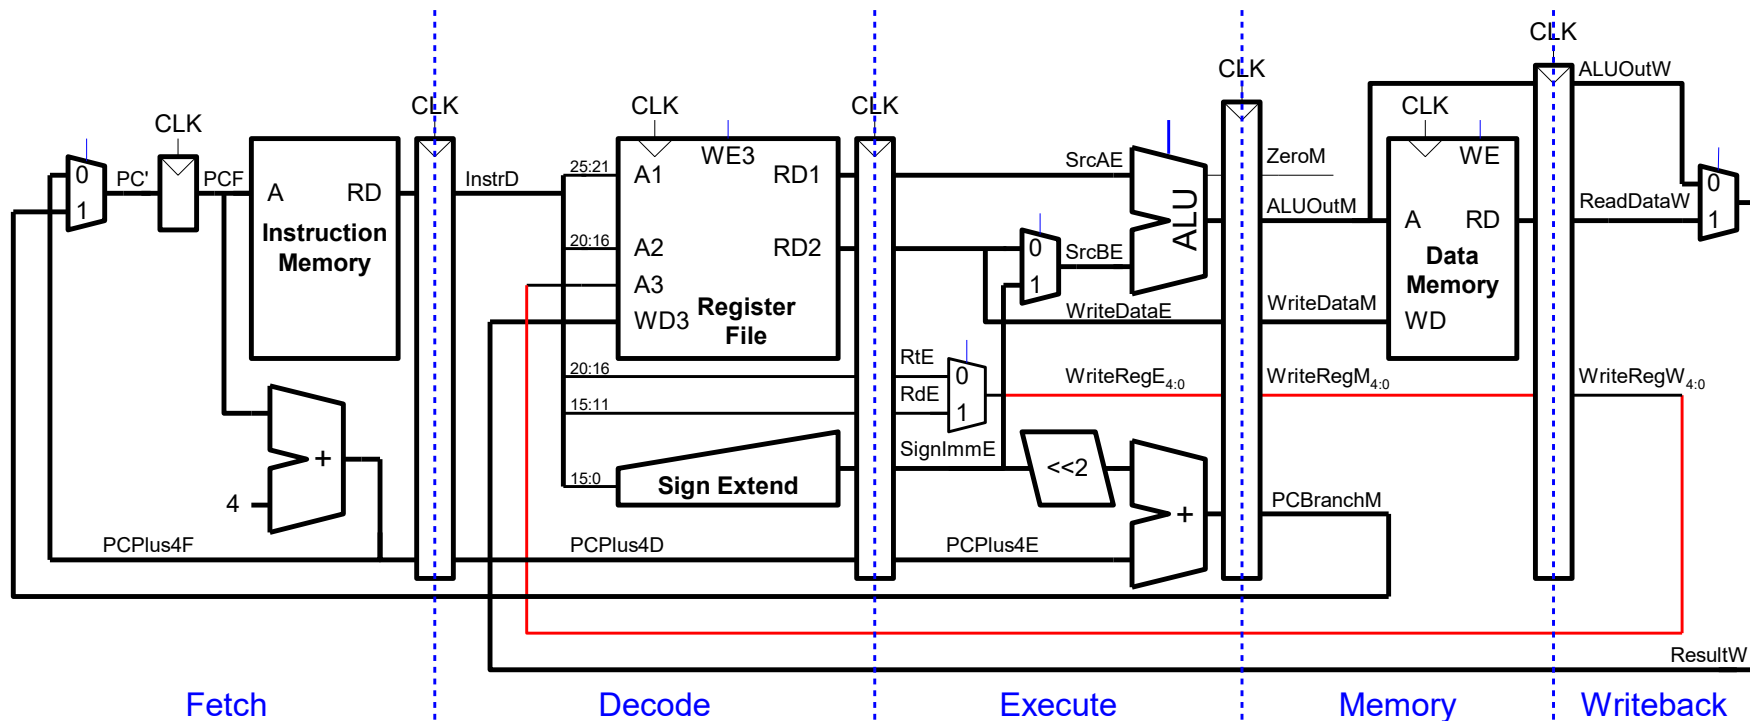 CLK
CLK
CLK
CLK
CLK
CLK
CLK
CLK
0
1
PC'
PCF
A
RD
Instruction
Memory
4
+
PCPlus4F
InstrD
25:21
20:16
20:16
15:11
15:0
A1
A2
A3
WD3
WE3
RD1
RD2
Register
File
Sign Extend
PCPlus4D
SrcAE
0
1
SrcBE
ALU
WriteDataE
RtE
RdE
0
1
WriteRegE4:0
SignImmE
<<2
+
PCPlus4E
ZeroM
ALUOutM
WriteDataM
WriteRegM4:0
PCBranchM
A
RD
WE
Data
Memory
WD
ALUOutW
ReadDataW
0
1
WriteRegW4:0
ResultW
Fetch
Decode
Execute
Memory
Writeback